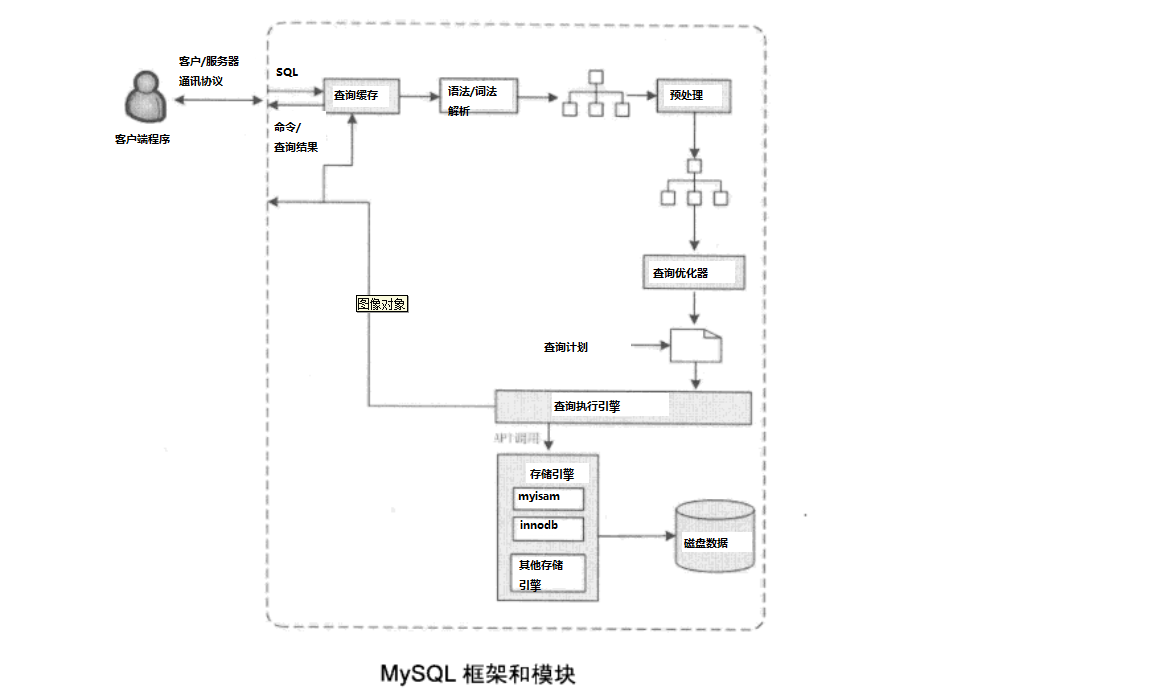 客户/服务器
通讯协议
客户端程序
SQL
命令/
查询结果
查询缓存
语法/词法
解析
预处理
查询优化器
图像对象
查询计划
查询执行引擎
API调用
存储引擎
myisam
innodb
其他存储
引擎
磁盘数据
MySQL 框架和模块